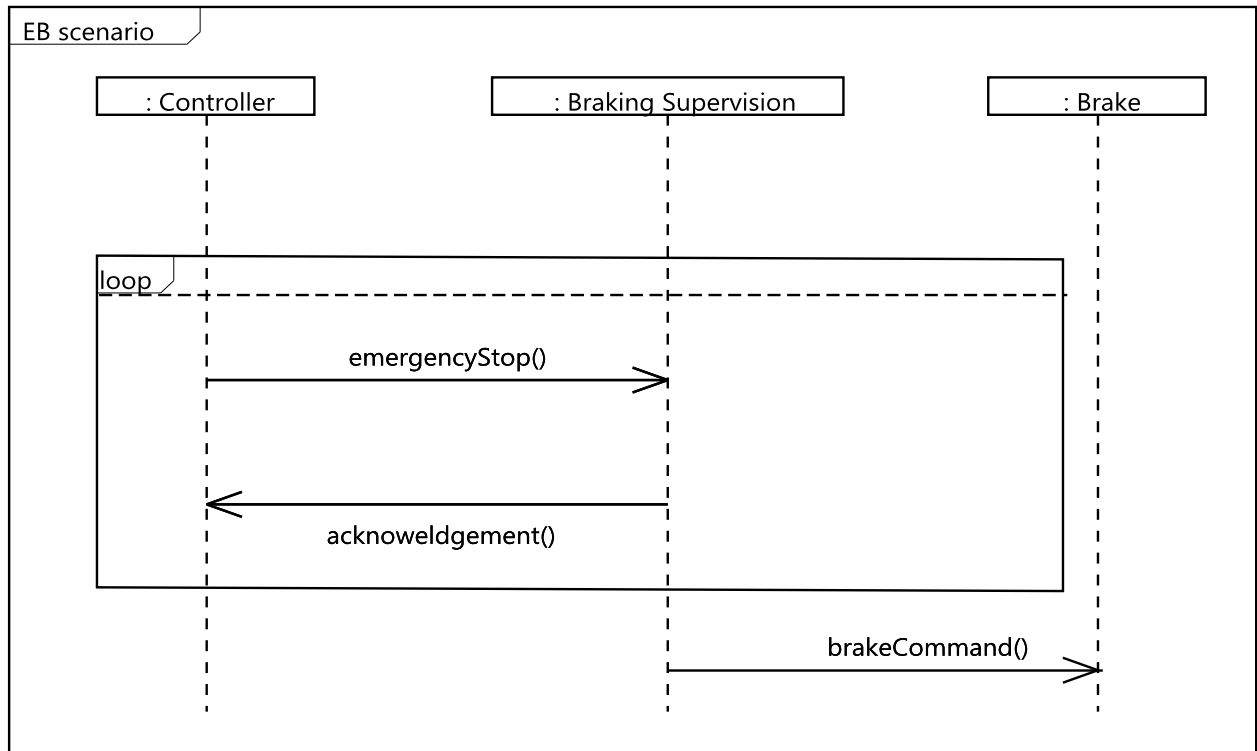 EB scenario
: Controller
: Braking Supervision
: Brake
loop
emergencyStop()
acknoweldgement()
brakeCommand()